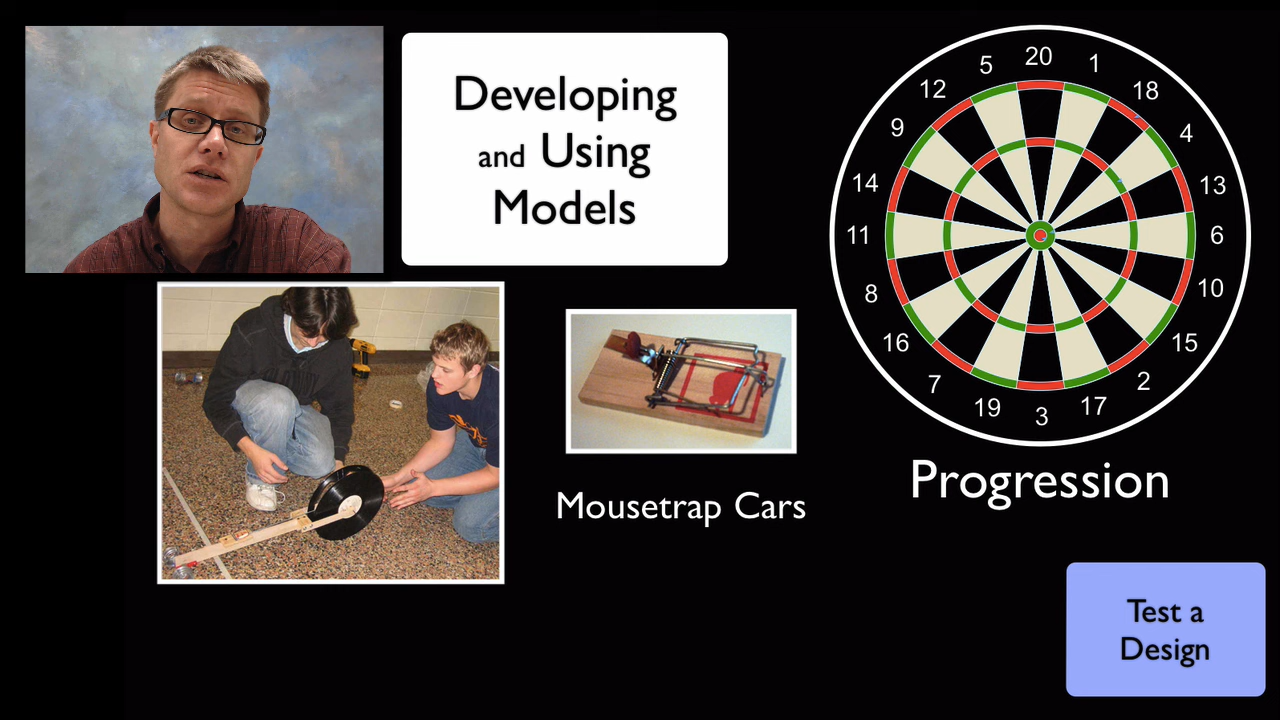 Developing
and Using
Models
20
1
18
4
13
6
10
15
2
17
3
19
7
16
8
11
14
9
12
5
Progression
Mousetrap Cars
Test a
Design